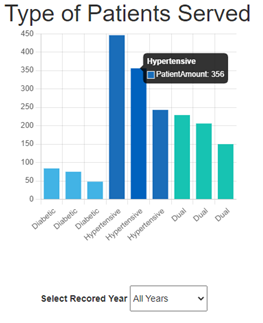 Type of Patients Served
450
400
350
300
250
200
150
100
50
0
Hypertensive
PatientAmount: 356
Diabetic
Diabetic
Diabetic
Hypertensive
Hypertensive
Hypertensive
Dual
Dual
Dual
Select Recored Year All Years